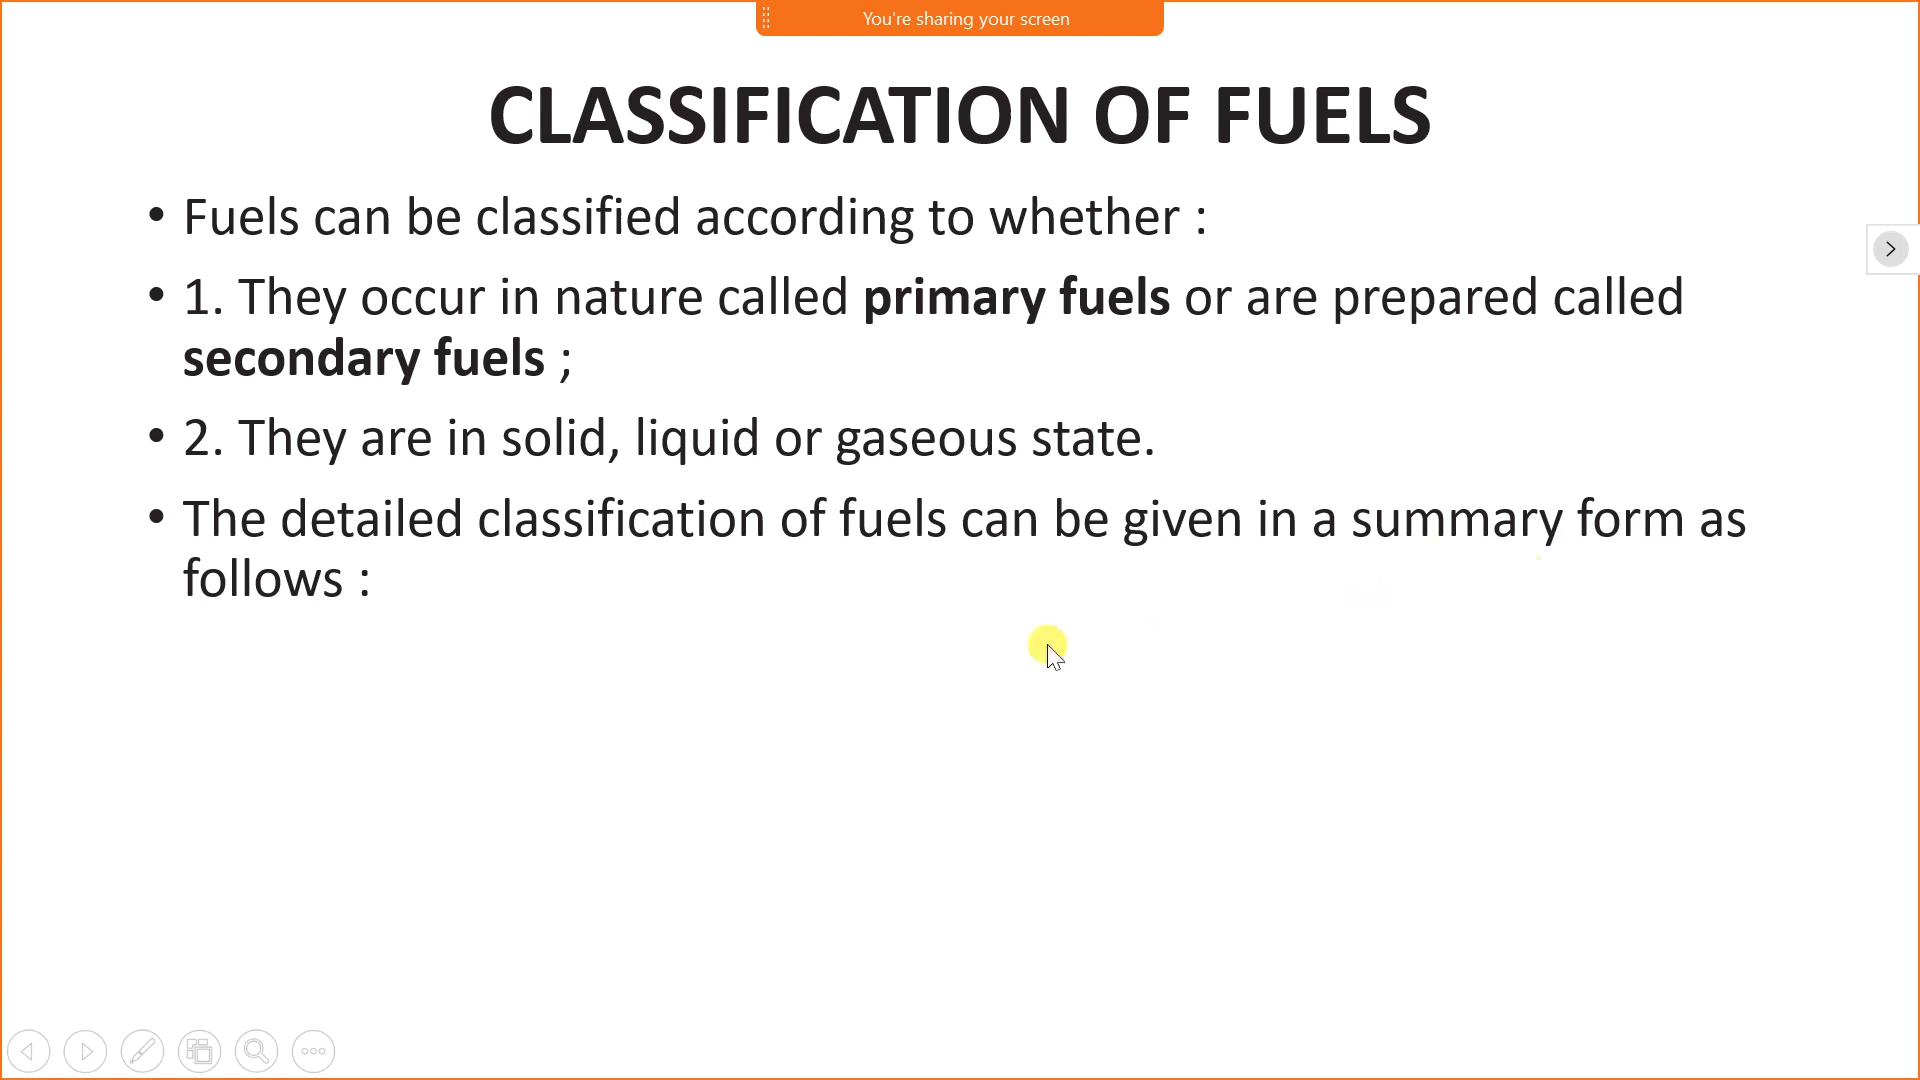 You're sharing your screen
CLASSIFICATION OF FUELS
• Fuels can be classified according to whether :
• 1. They occur in nature called primary fuels or are prepared called
secondary fuels ;
• 2. They are in solid, liquid or gaseous state.
• The detailed classification of fuels can be given in a summary form as
follows :